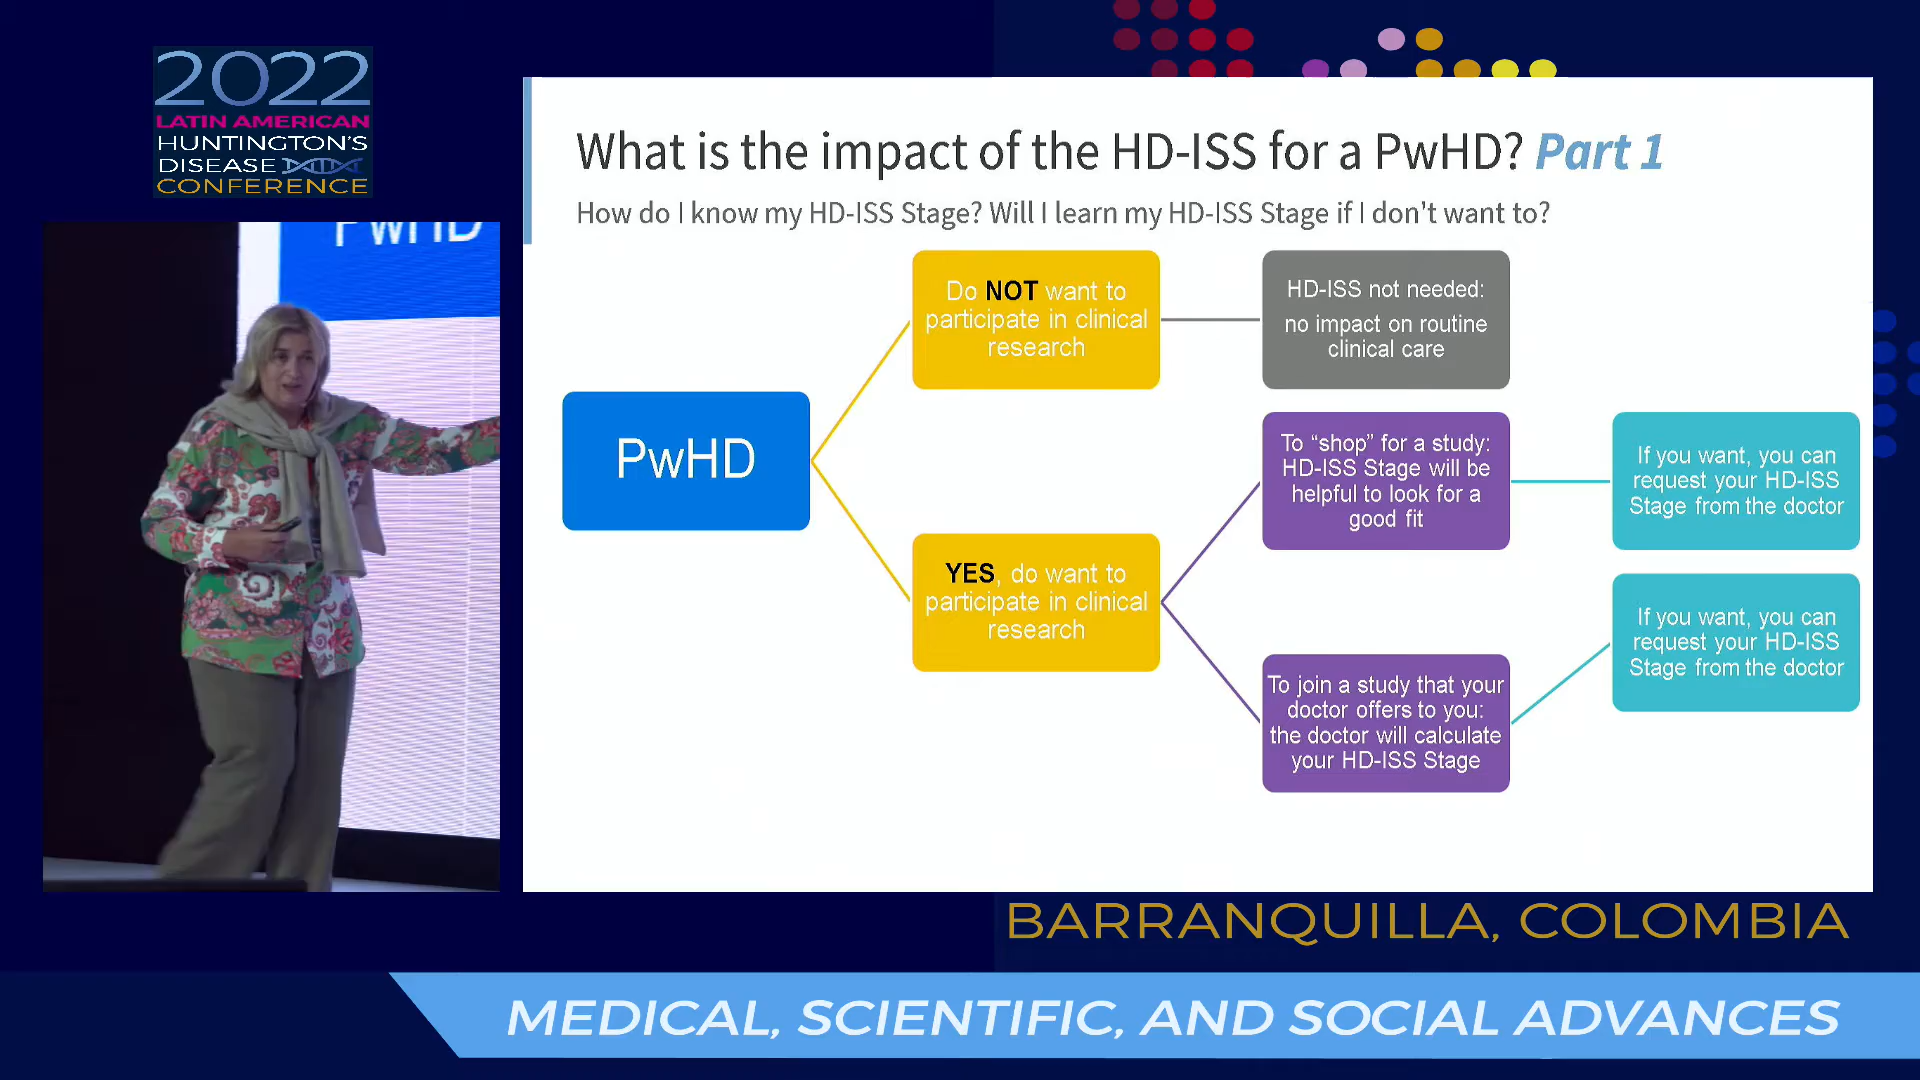 2022
LATIN AMERICAN
HUNTINGTON'S
DISEASE
CONFERENCE
PwHD
What is the impact of the HD-ISS for a PwHD? Part 1
How do I know my HD-ISS Stage? Will I learn my HD-ISS Stage if I don't want to?
PwHD
Do NOT want to
participate in clinical
research
HD-ISS not needed:
no impact on routine
clinical care
YES, do want to
participate in clinical
research
To “shop” for a study:
HD-ISS Stage will be
helpful to look for a
good fit
If you want, you can
request your HD-ISS
Stage from the doctor
To join a study that your
doctor offers to you:
the doctor will calculate
your HD-ISS Stage
If you want, you can
request your HD-ISS
Stage from the doctor
BARRANQUILLA, COLOMBIA
MEDICAL, SCIENTIFIC, AND SOCIAL ADVANCES